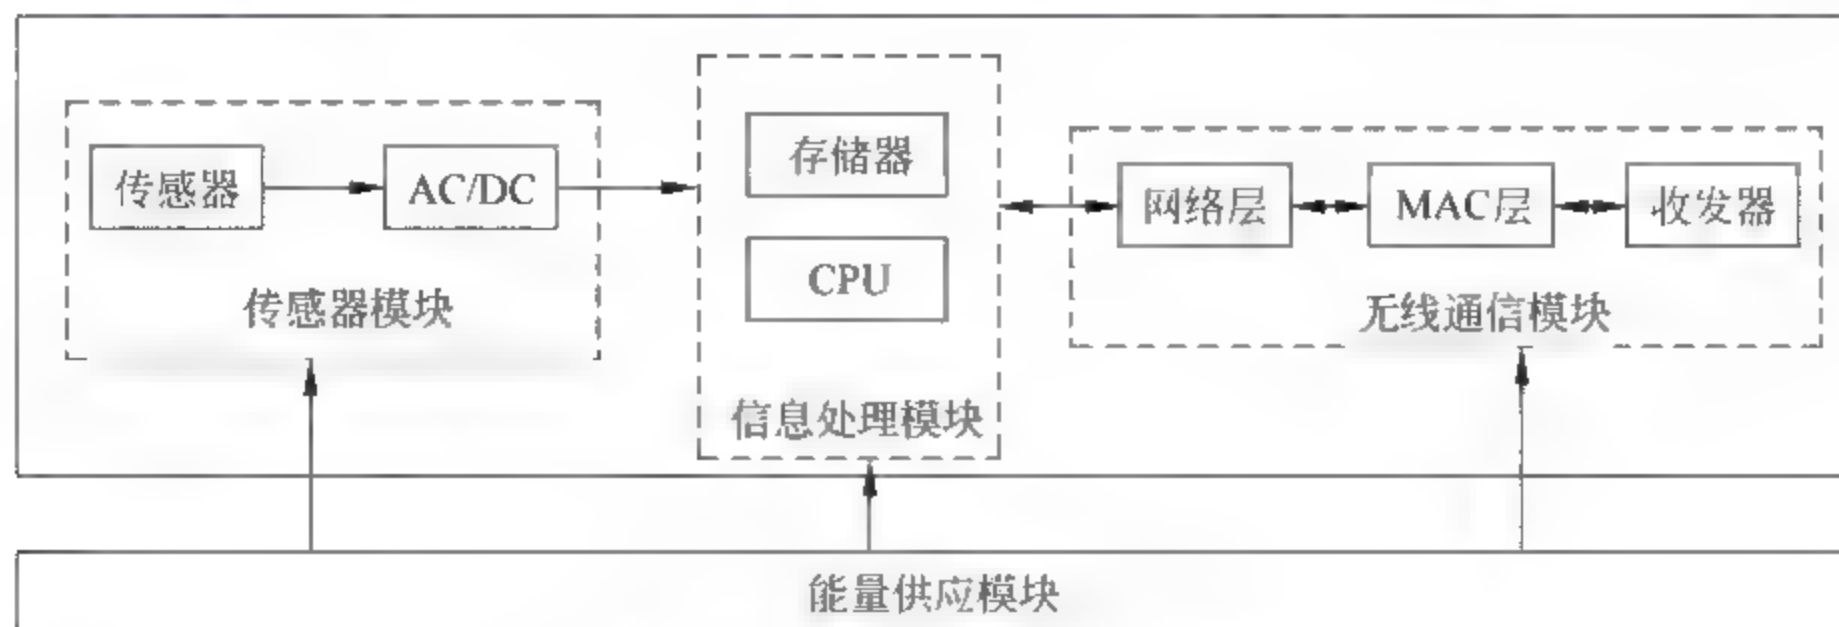 传感器
AC/DC
传感器模块
存储器
CPU
信息处理模块
网络层
MAC层
收发器
无线通信模块
能量供应模块